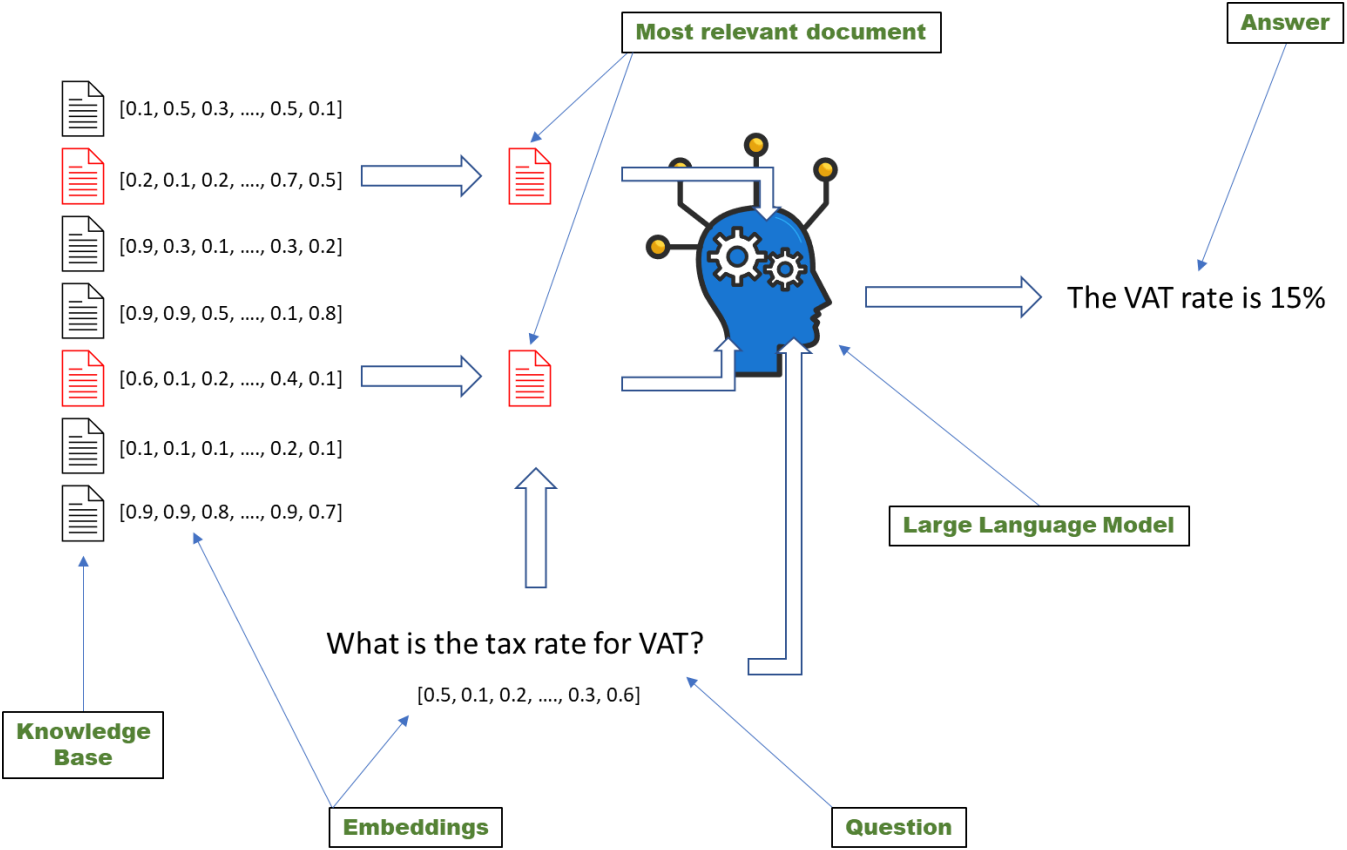 Most relevant document
Answer
[0.1, 0.5, 0.3, ...., 0.5, 0.1]
[0.2, 0.1, 0.2, ...., 0.7, 0.5]
[0.9, 0.3, 0.1, ...., 0.3, 0.2]
[0.9, 0.9, 0.5, ...., 0.1, 0.8]
The VAT rate is 15%
[0.6, 0.1, 0.2, ...., 0.4, 0.1]
[0.1, 0.1, 0.1, ...., 0.2, 0.1]
[0.9, 0.9, 0.8, ...., 0.9, 0.7]
Large Language Model
What is the tax rate for VAT?
[0.5, 0.1, 0.2, ...., 0.3, 0.6]
Knowledge
Base
Embeddings
Question